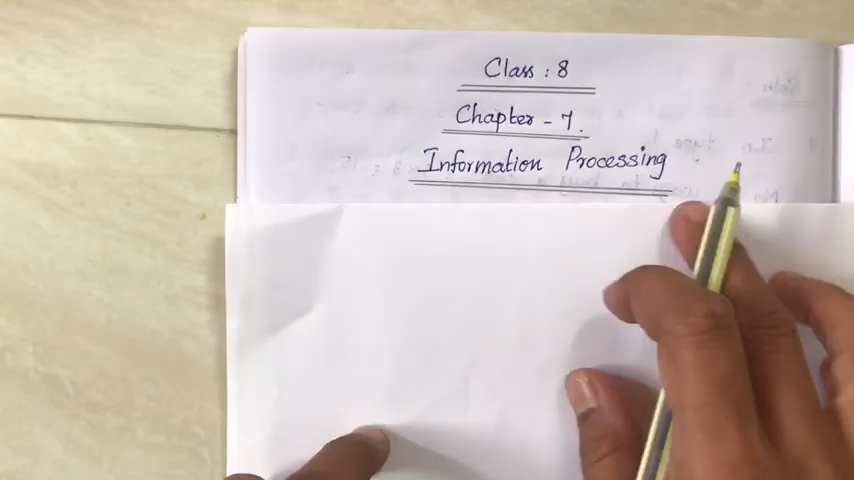 Class : 8
Chapter - 7.
Information Processing